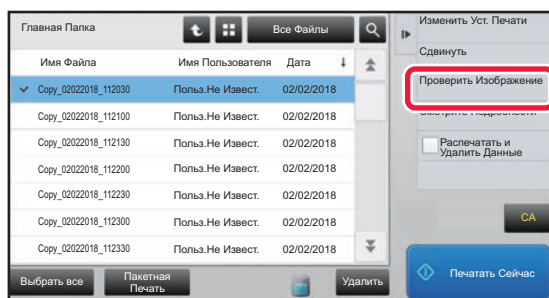 Главная Папка
Все Файлы
Изменить Уст. Печати
Сдвинуть
Проверить Изображение
Смотрите Подробности
Распечатать и
Удалить Данные
Имя Файла Имя Пользователя Дата
Copy_02022018_112030 Польз.Не Извест. 02/02/2018
Copy_02022018_112100 Польз.Не Извест. 02/02/2018
Copy_02022018_112130 Польз.Не Извест. 02/02/2018
Copy_02022018_112200 Польз.Не Извест. 02/02/2018
Copy_02022018_112230 Польз.Не Извест. 02/02/2018
Copy_02022018_112300 Польз.Не Извест. 02/02/2018
Copy_02022018_112330 Польз.Не Извест. 02/02/2018
CA
Выбрать все
Пакетная
Печать
Удалить
Печатать Сейчас